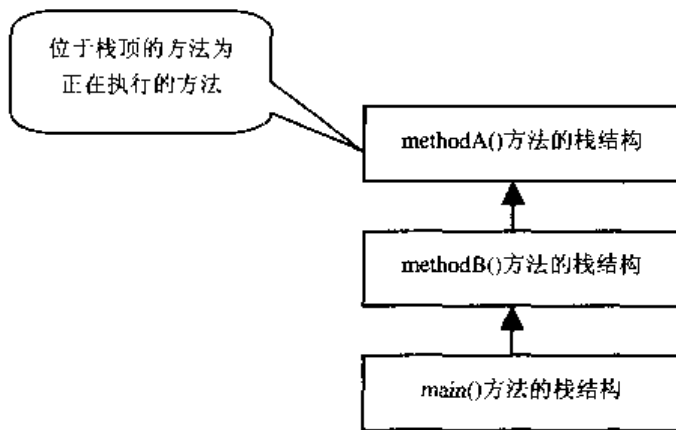 位于栈顶的方法为
正在执行的方法
methodA()方法的栈结构
methodB()方法的栈结构
main()方法的栈结构